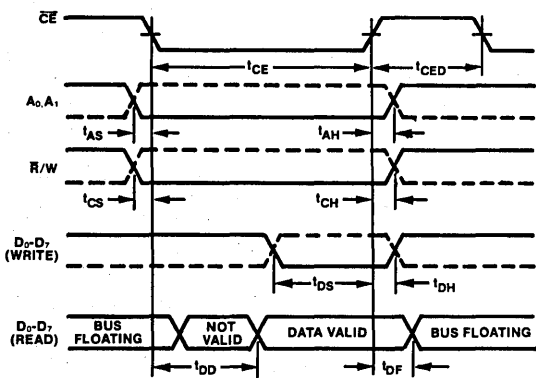 CE
tCE
tCED
A0,A1
tAS
tAH
R/W
tCS
tCH
D0-D7
(WRITE)
tDS
tDH
D0-D7
(READ)
BUS
FLOATING
NOT
VALID
DATA VALID
BUS FLOATING
tDD
tDF